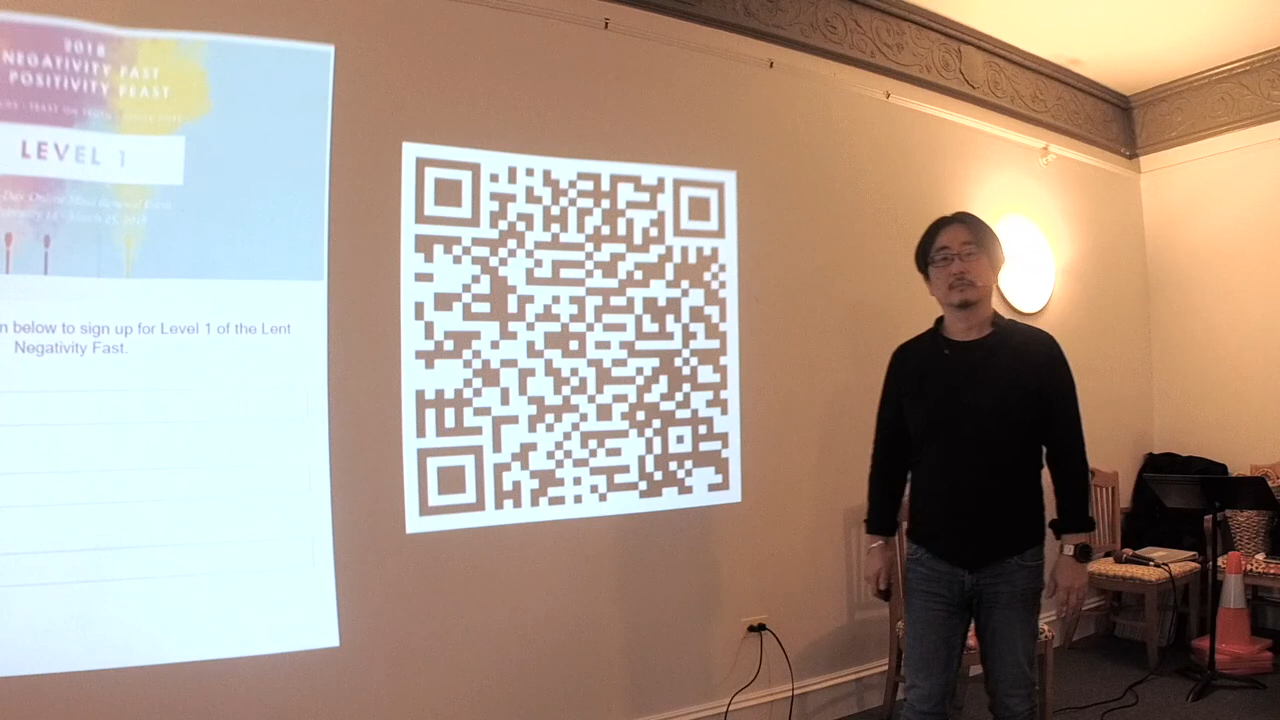 2018
NEGATIVITY FAST
POSITIVITY FEAST
LEVEL 1
below to sign up for Level 1 of the Lent
Negativity Fast.